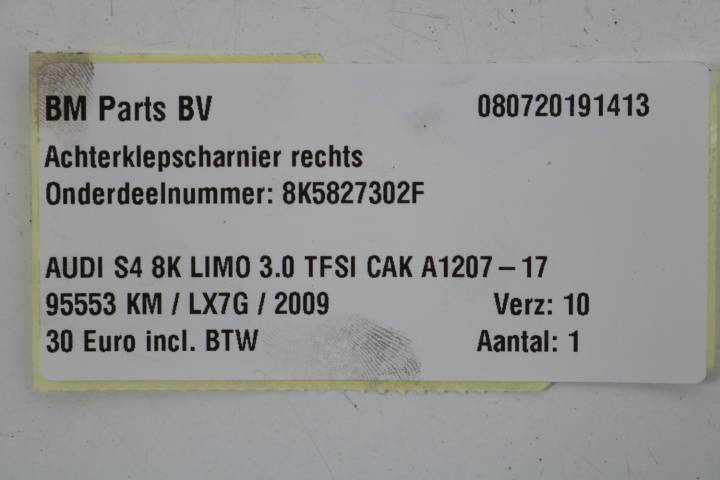 BM Parts BV 080720191413
Achterklepscharnier rechts
Onderdeelnummer: 8K5827302F
AUDI S4 8K LIMO 3.0 TFSI CAK A1207-17
95553 KM / LX7G / 2009 Verz: 10
30 Euro incl. BTW Aantal: 1